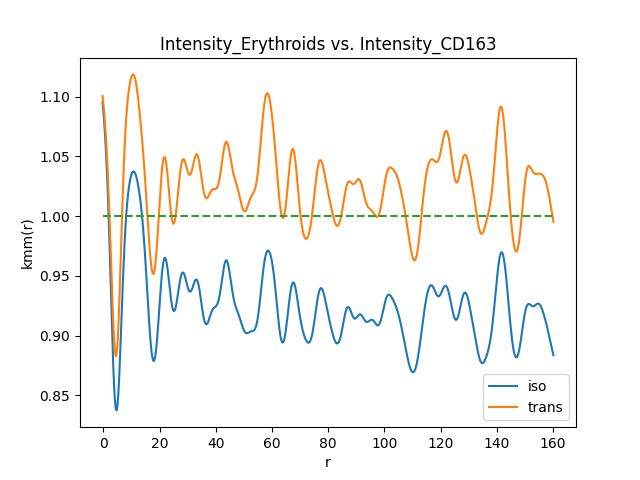 Intensity_Erythroids vs. Intensity_CD163
kmm(r)
1.10
1.05
1.00
0.95
0.90
0.85
0 20 40 60 80 100 120 140 160
r
iso
trans